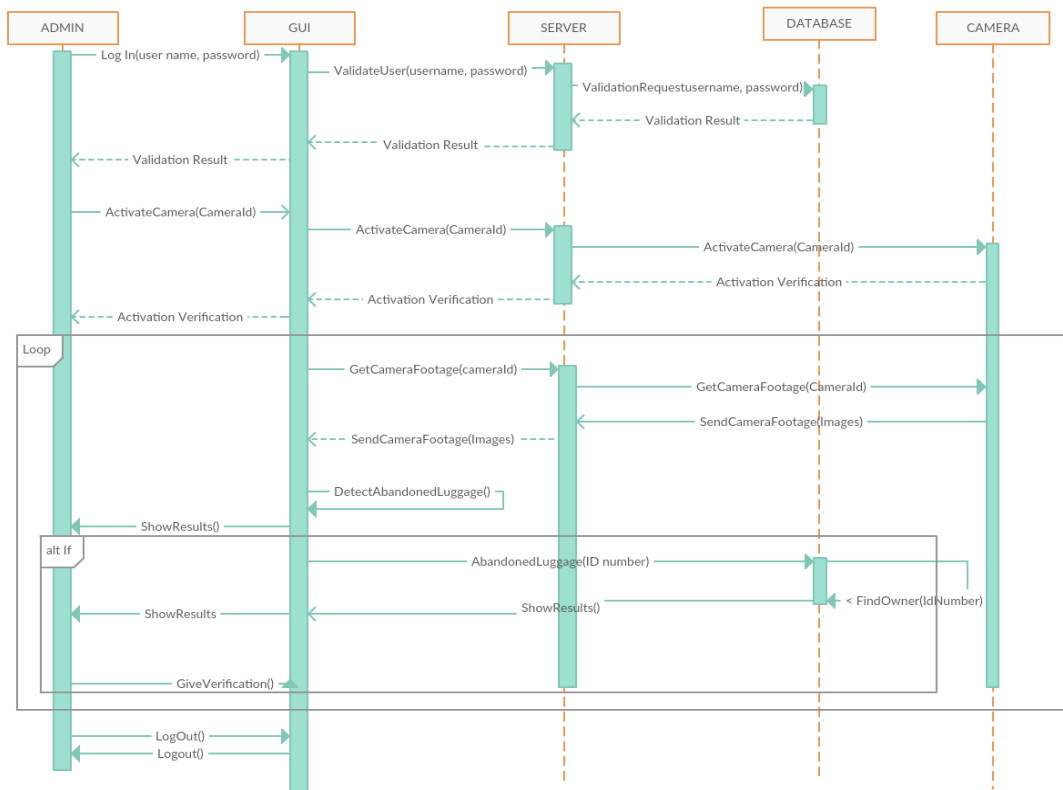 ADMIN
GUI
SERVER
DATABASE
CAMERA
Log In(user name, password)
ValidateUser(username, password)
ValidationRequestusername, password)
Validation Result
Validation Result
Validation Result
ActivateCamera(CameraId)
ActivateCamera(CameraId)
ActivateCamera(CameraId)
Activation Verification
Activation Verification
Activation Verification
Loop
GetCameraFootage(cameraId)
GetCameraFootage(CameraId)
SendCameraFootage(Images)
SendCameraFootage(Images)
DetectAbandonedLuggage()
ShowResults()
alt If
AbandonedLuggage(ID number)
< FindOwner(IdNumber)
ShowResults()
ShowResults
GiveVerification()
LogOut()
Logout()